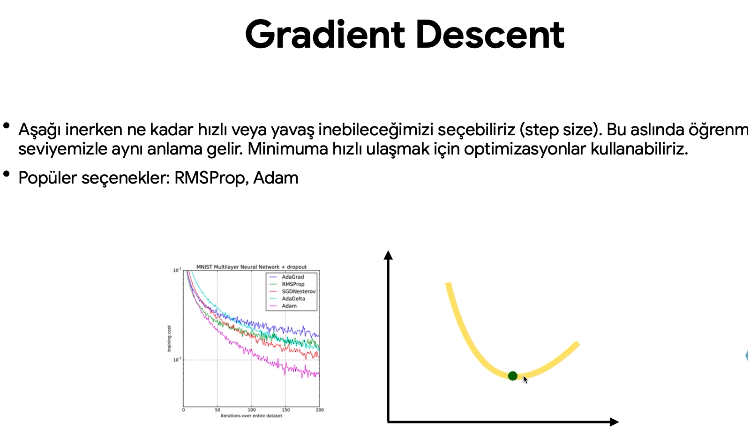 Gradient Descent
• Aşağı inerken ne kadar hızlı veya yavaş inebileceğimizi seçebiliriz (step size). Bu aslında öğrenm
seviyemizle aynı anlama gelir. Minimuma hızlı ulaşmak için optimizasyonlar kullanabiliriz.
• Popüler seçenekler: RMSProp, Adam
MNIST Multilayer Neural Network + dropout
AdaGrad
RMSProp
SGDNesterov
AdaDelta
Adam
10⁻¹
training cost
10⁻²
0 50 100 150 200
iterations over entire dataset